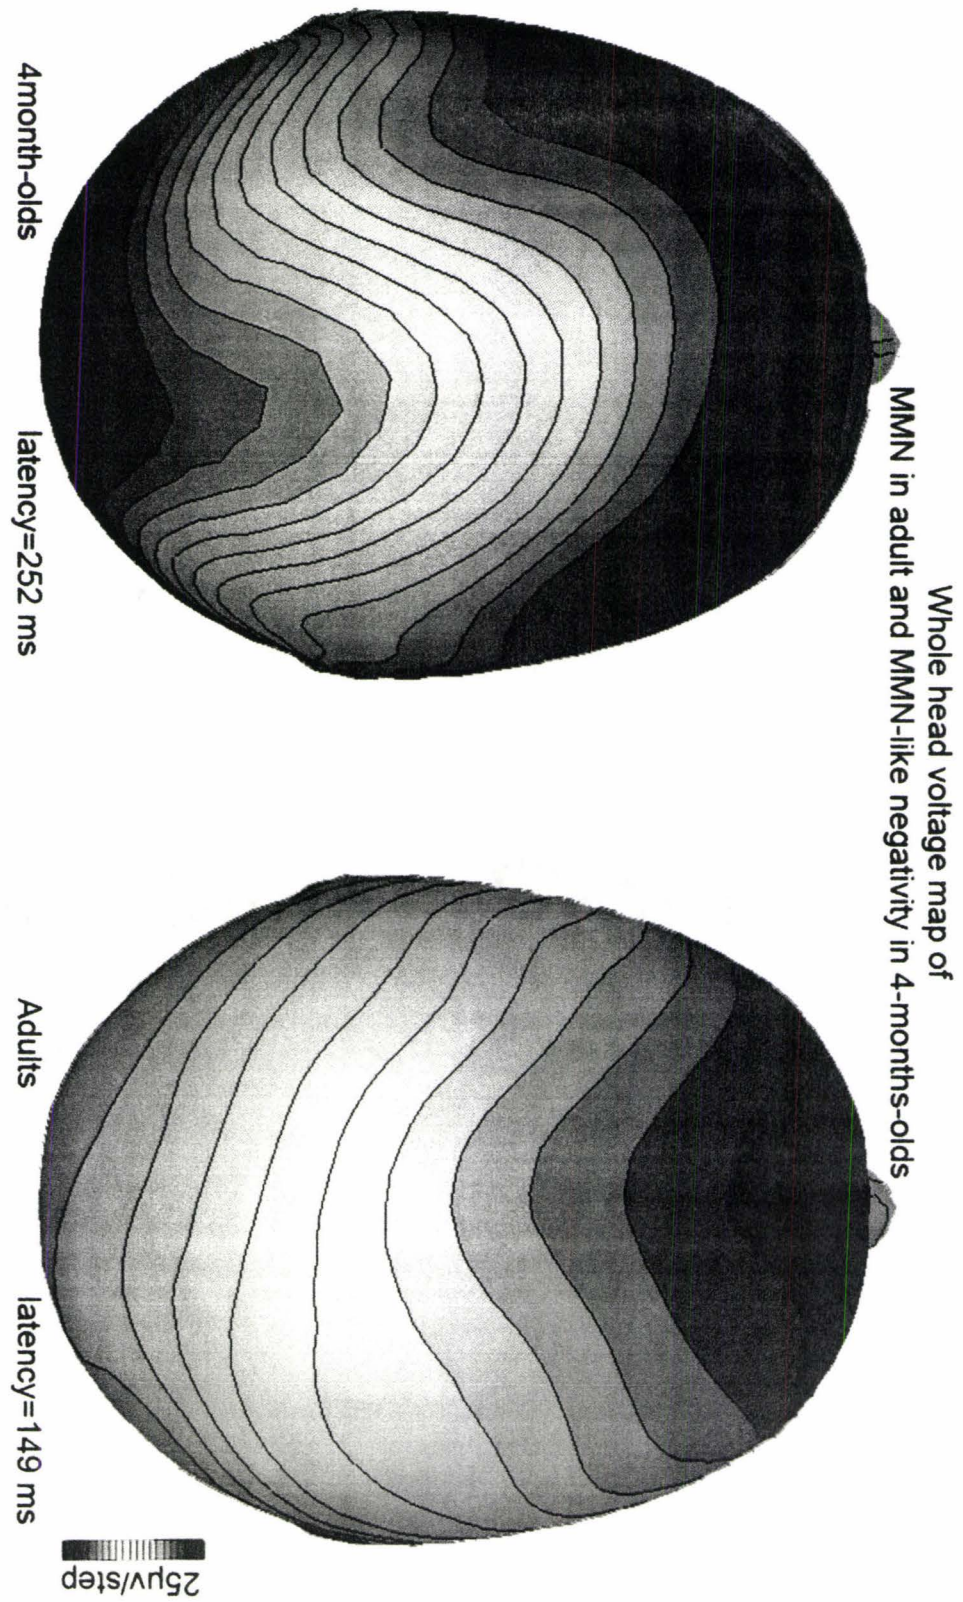 Whole head voltage map of
MMN in adult and MMN-like negativity in 4-months-olds
4month-olds
latency=252 ms
Adults
latency=149 ms
25μv/step